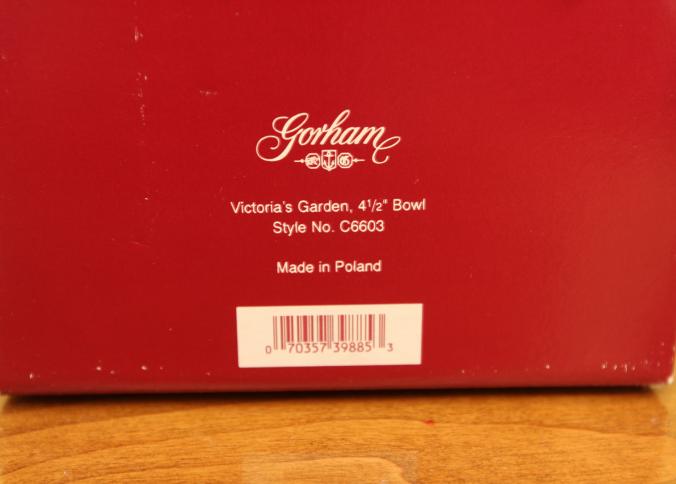 Gorham
Victoria's Garden, 4½" Bowl
Style No. C6603
Made in Poland
0 70357 39885 3